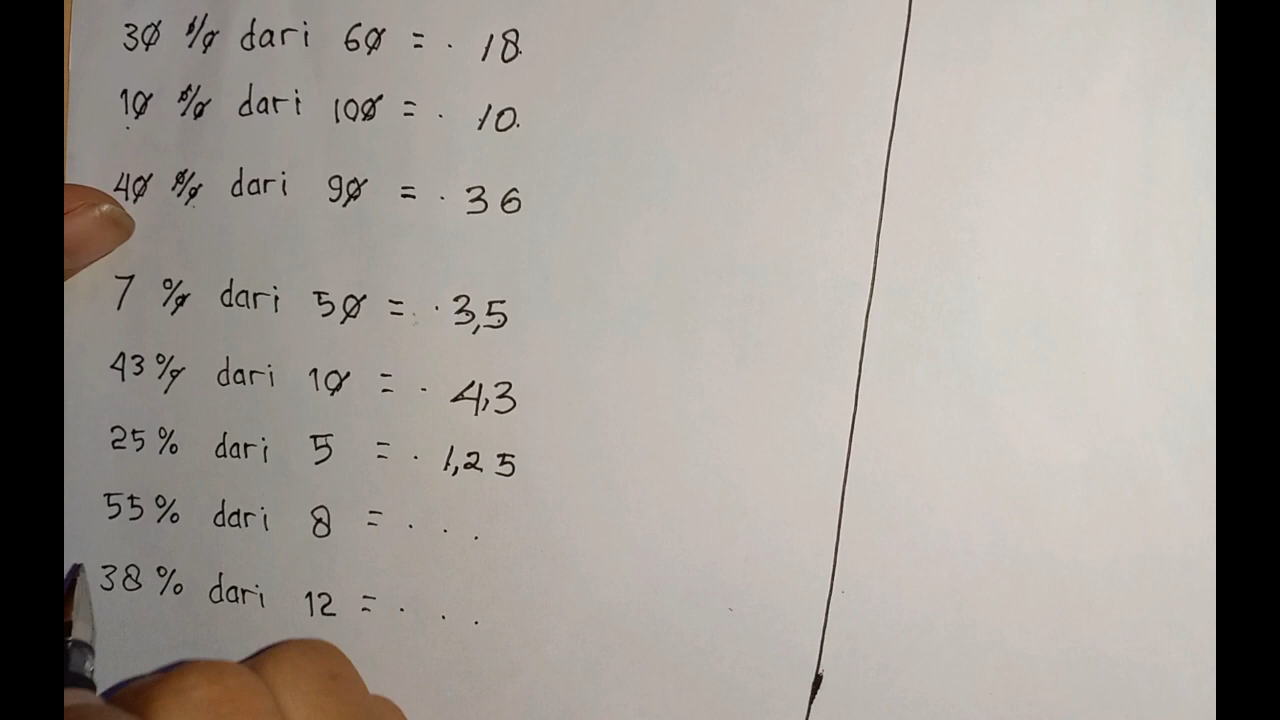 30 % dari 60 = . 18.
10 % dari 100 = . 10.
40 % dari 90 = . 36
7 % dari 50 = . 3,5
43% dari 10 = . 4,3
25% dari 5 = . 1,25
55% dari 8 = . . .
38% dari 12 = . . .